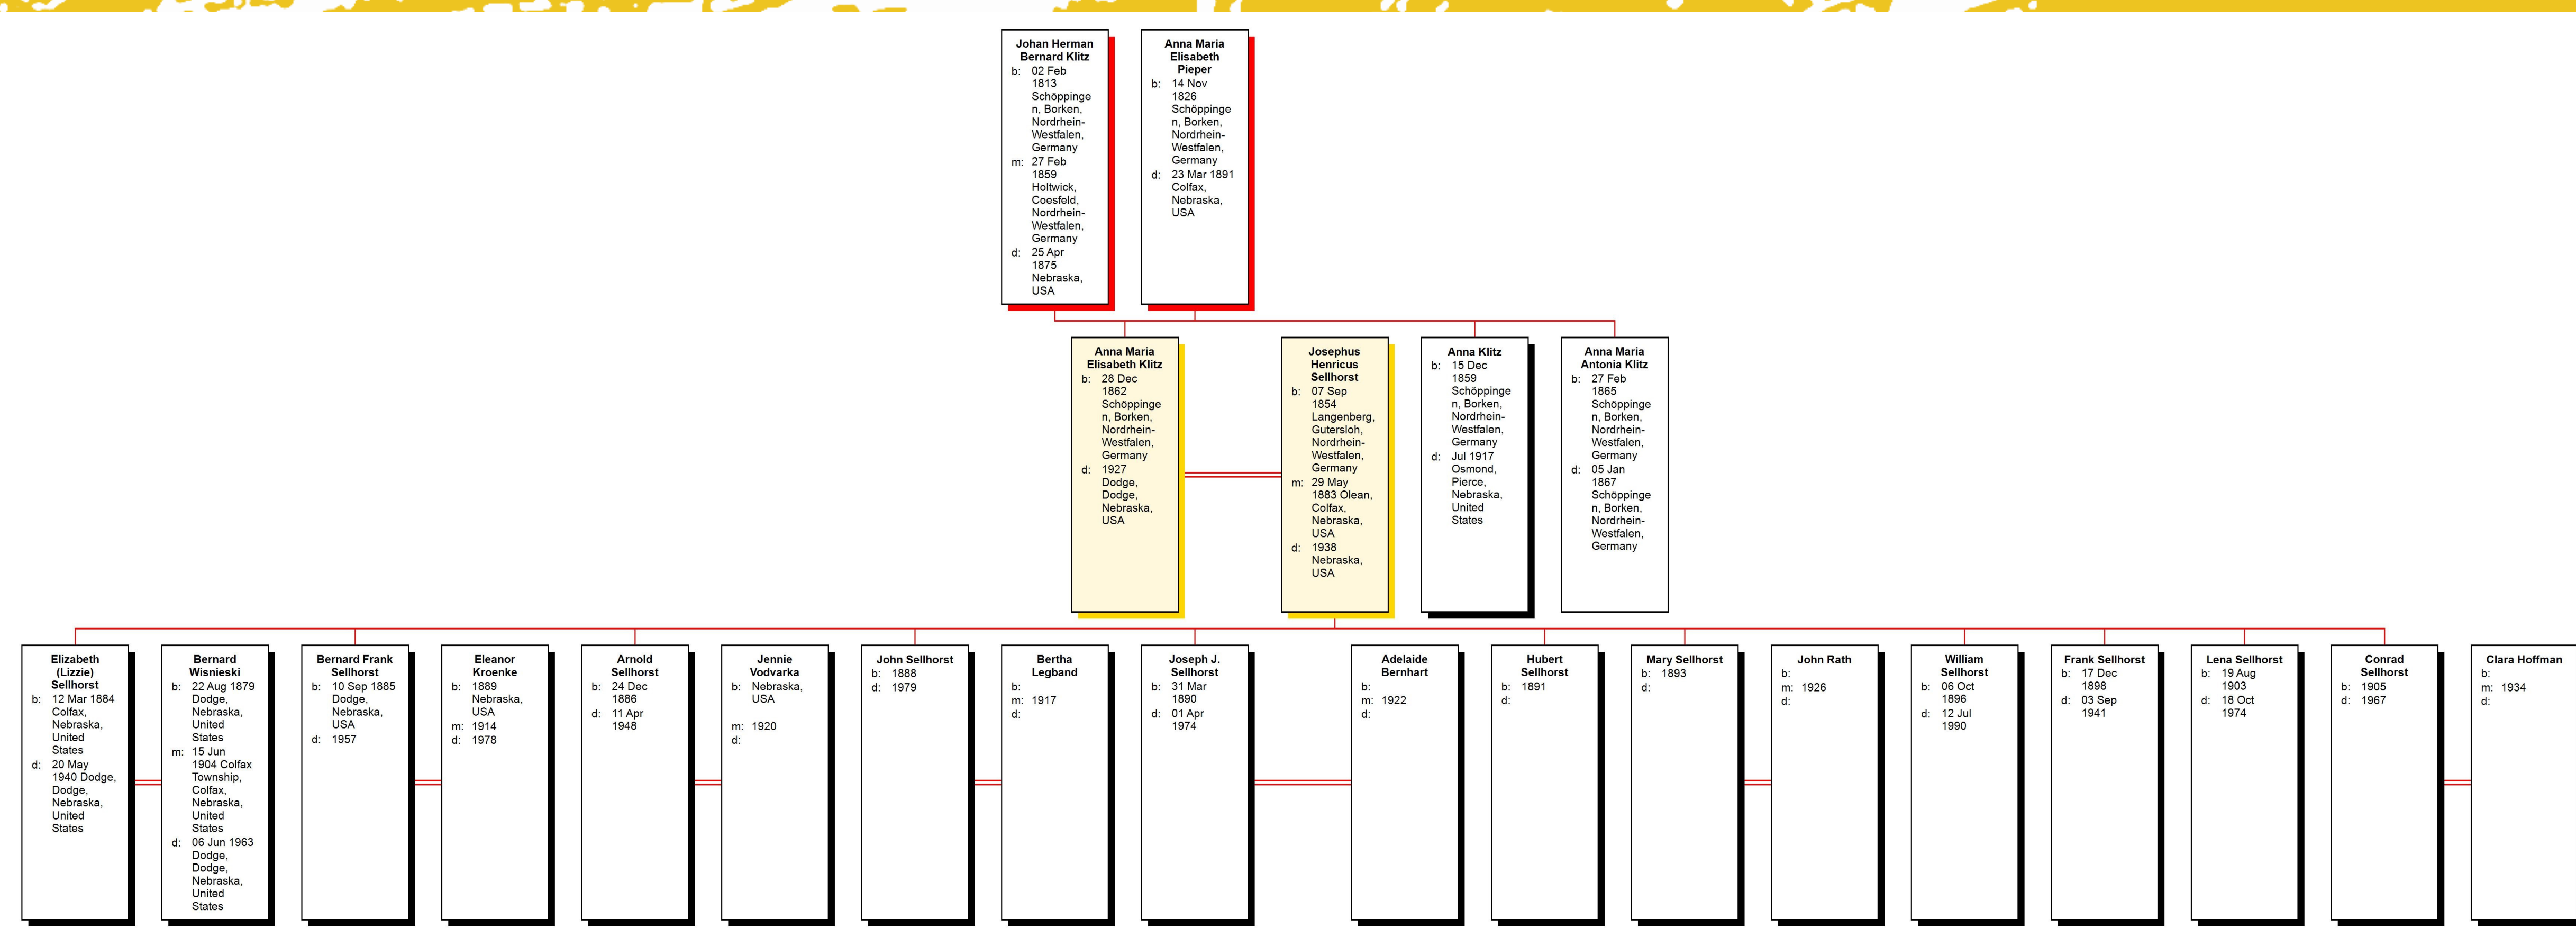 Johan Herman
Bernard Klitz
b: 02 Feb
1813
Schöppinge
n, Borken,
Nordrhein-
Westfalen,
Germany
m: 27 Feb
1859
Holtwick,
Coesfeld,
Nordrhein-
Westfalen,
Germany
d: 25 Apr
1875
Nebraska,
USA
Anna Maria
Elisabeth
Pieper
b: 14 Nov
1826
Schöppinge
n, Borken,
Nordrhein-
Westfalen,
Germany
d: 23 Mar 1891
Colfax,
Nebraska,
USA
Anna Maria
Elisabeth Klitz
b: 28 Dec
1862
Schöppinge
n, Borken,
Nordrhein-
Westfalen,
Germany
d: 1927
Dodge,
Dodge,
Nebraska,
USA
Josephus
Henricus
Sellhorst
b: 07 Sep
1854
Langenberg,
Gutersloh,
Nordrhein-
Westfalen,
Germany
m: 29 May
1883 Olean,
Colfax,
Nebraska,
USA
d: 1938
Nebraska,
USA
Anna Klitz
b: 15 Dec
1859
Schöppinge
n, Borken,
Nordrhein-
Westfalen,
Germany
d: Jul 1917
Osmond,
Pierce,
Nebraska,
United
States
Anna Maria
Antonia Klitz
b: 27 Feb
1865
Schöppinge
n, Borken,
Nordrhein-
Westfalen,
Germany
d: 05 Jan
1867
Schöppinge
n, Borken,
Nordrhein-
Westfalen,
Germany
Elizabeth
(Lizzie)
Sellhorst
b: 12 Mar 1884
Colfax,
Nebraska,
United
States
d: 20 May
1940 Dodge,
Dodge,
Nebraska,
United
States
Bernard
Wisnieski
b: 22 Aug 1879
Dodge,
Nebraska,
United
States
m: 15 Jun
1904 Colfax
Township,
Colfax,
Nebraska,
United
States
d: 06 Jun 1963
Dodge,
Dodge,
Nebraska,
United
States
Bernard Frank
Sellhorst
b: 10 Sep 1885
Dodge,
Nebraska,
USA
d: 1957
Eleanor
Kroenke
b: 1889
Nebraska,
USA
m: 1914
d: 1978
Arnold
Sellhorst
b: 24 Dec
1886
d: 11 Apr
1948
Jennie
Vodvarka
b: Nebraska,
USA
m: 1920
d:
John Sellhorst
b: 1888
d: 1979
Bertha
Legband
b:
m: 1917
d:
Joseph J.
Sellhorst
b: 31 Mar
1890
d: 01 Apr
1974
Adelaide
Bernhart
b:
m: 1922
d:
Hubert
Sellhorst
b: 1891
d:
Mary Sellhorst
b: 1893
d:
John Rath
b:
m: 1926
d:
William
Sellhorst
b: 06 Oct
1896
d: 12 Jul
1990
Frank Sellhorst
b: 17 Dec
1898
d: 03 Sep
1941
Lena Sellhorst
b: 19 Aug
1903
d: 18 Oct
1974
Conrad
Sellhorst
b: 1905
d: 1967
Clara Hoffman
b:
m: 1934
d: